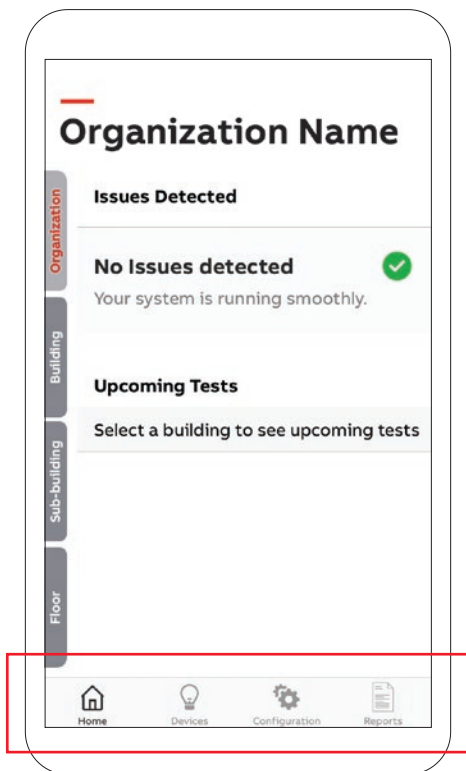 Organization Name
Organization
Issues Detected
No Issues detected
Your system is running smoothly.
Building
Upcoming Tests
Select a building to see upcoming tests
Sub-building
Floor
Home
Devices
Configuration
Reports